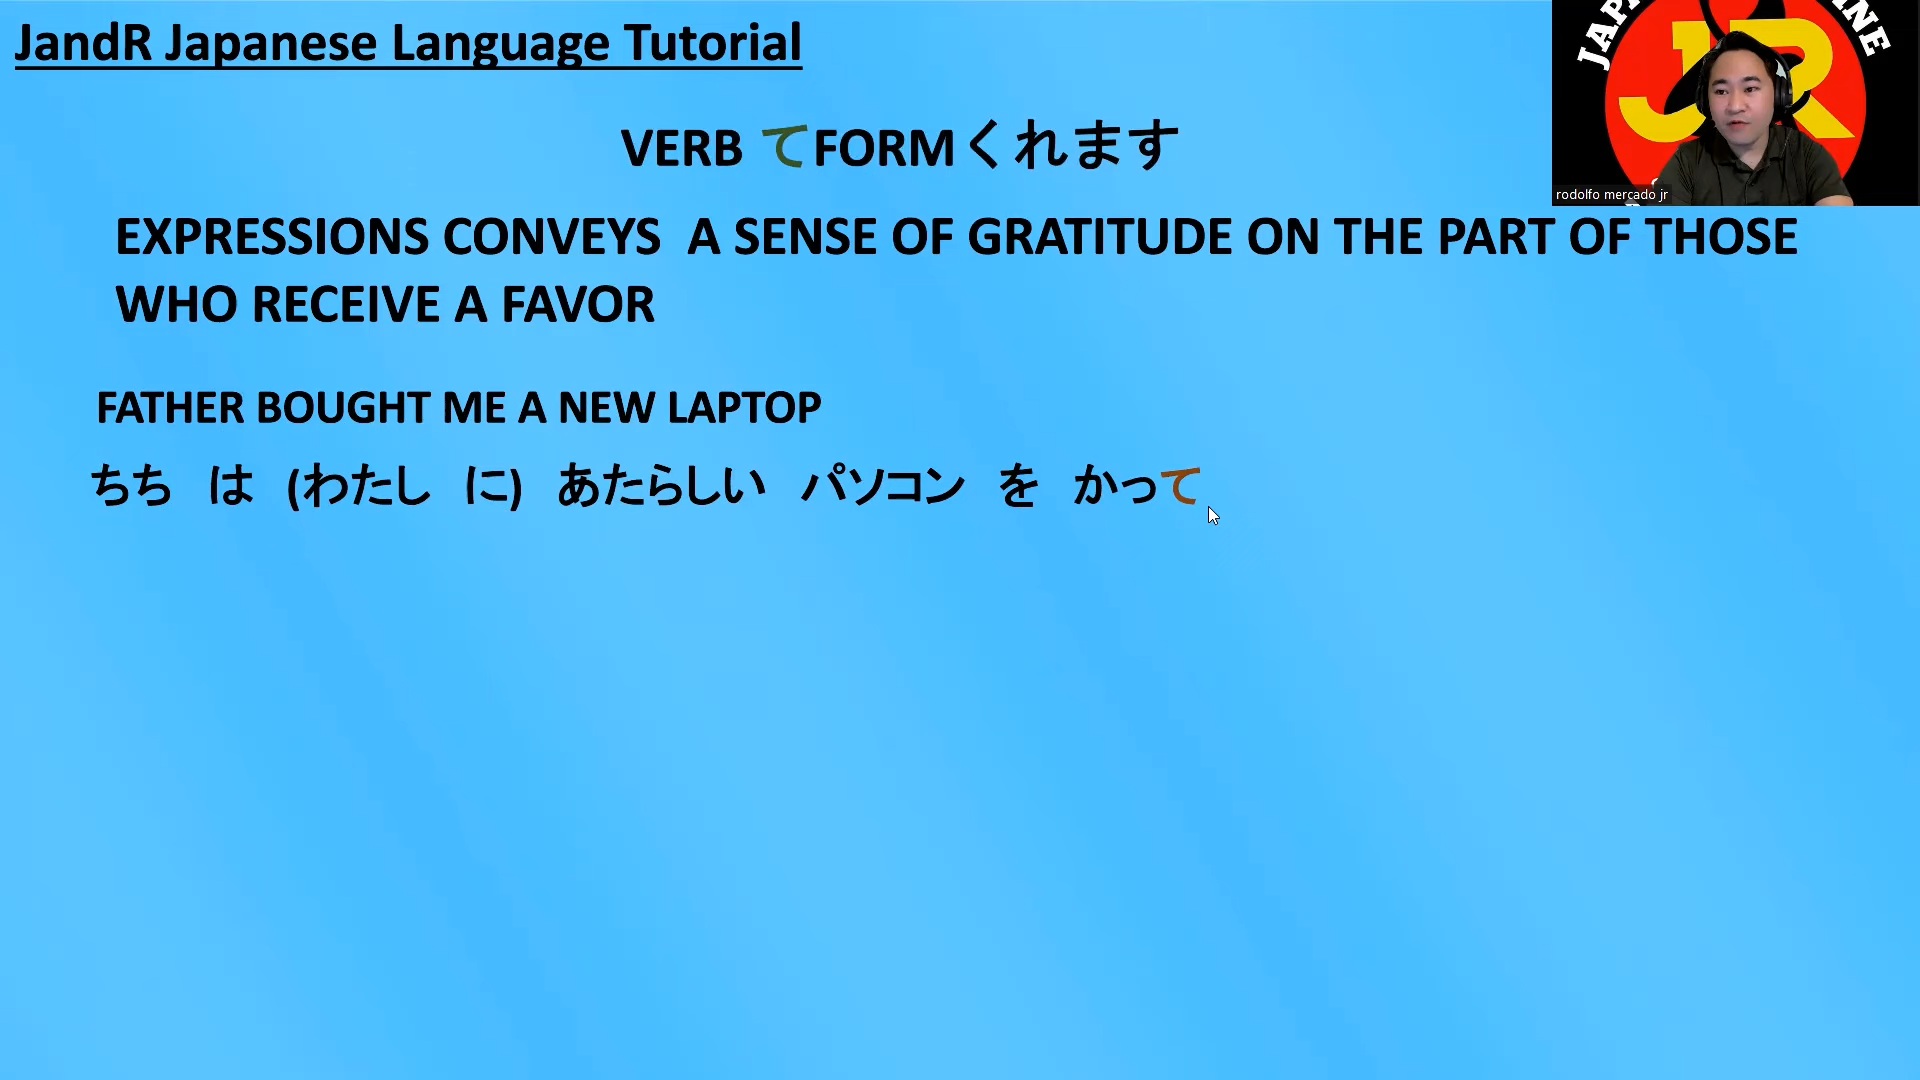 JandR Japanese Language Tutorial
VERB てFORMくれます
EXPRESSIONS CONVEYS A SENSE OF GRATITUDE ON THE PART OF THOSE
WHO RECEIVE A FAVOR
FATHER BOUGHT ME A NEW LAPTOP
ちち は (わたし に) あたらしい パソコン を かって
JR
rodolfo mercado jr